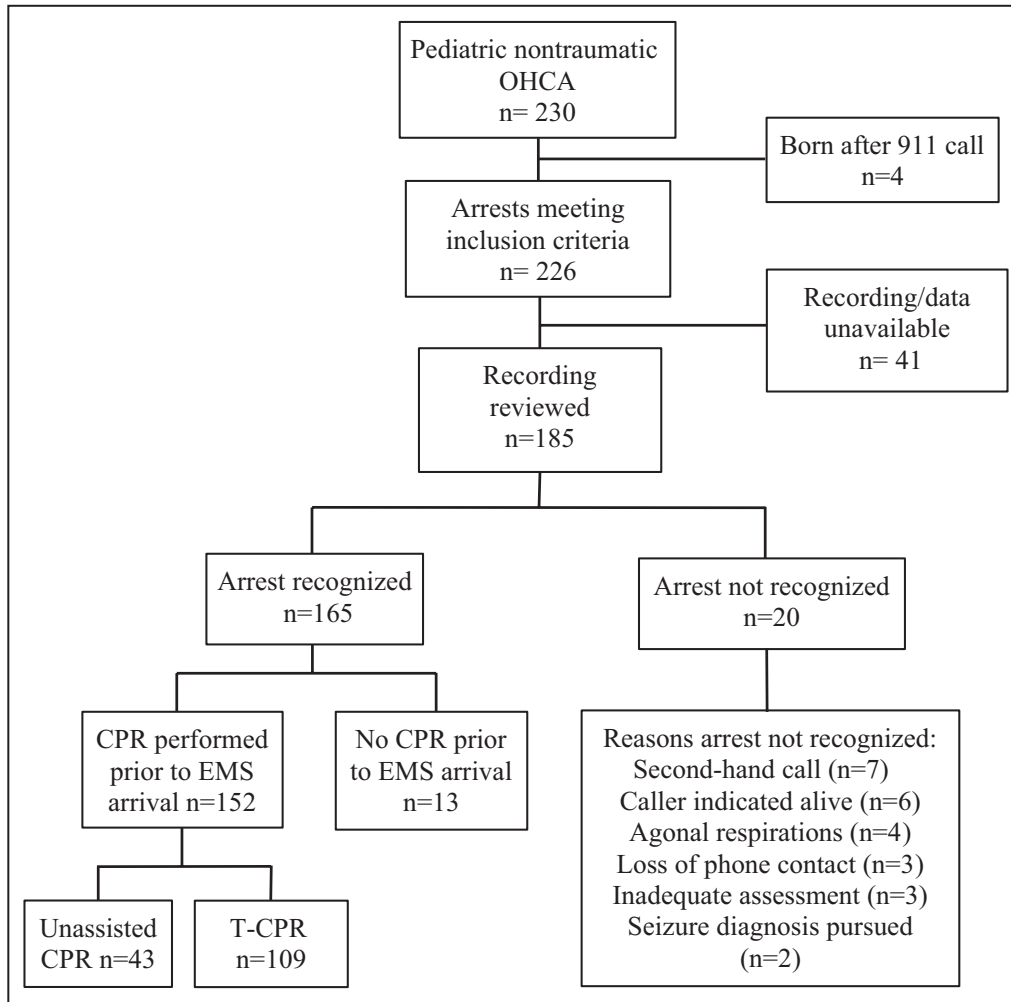 Pediatric nontraumatic
OHCA
n= 230
Born after 911 call
n=4
Arrests meeting
inclusion criteria
n= 226
Recording/data
unavailable
n= 41
Recording
reviewed
n=185
Arrest recognized
n=165
Arrest not recognized
n=20
CPR performed
prior to EMS
arrival n=152
No CPR prior
to EMS arrival
n=13
Reasons arrest not recognized:
Second-hand call (n=7)
Caller indicated alive (n=6)
Agonal respirations (n=4)
Loss of phone contact (n=3)
Inadequate assessment (n=3)
Seizure diagnosis pursued
(n=2)
Unassisted
CPR n=43
T-CPR
n=109